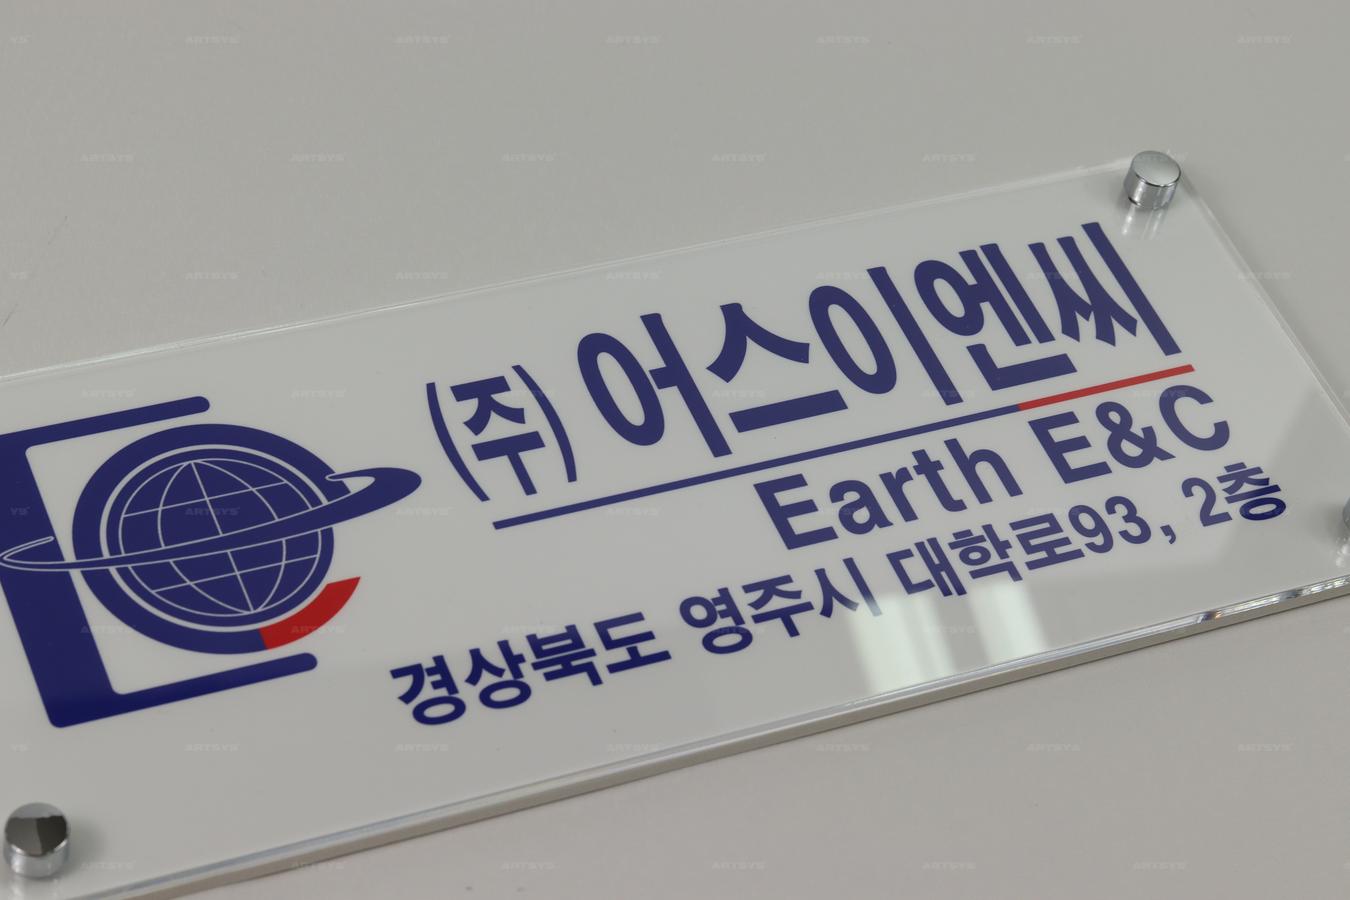 (주)어스이엔씨
Earth E&C
경상북도 영주시 대학로93, 2층
ARTSYS